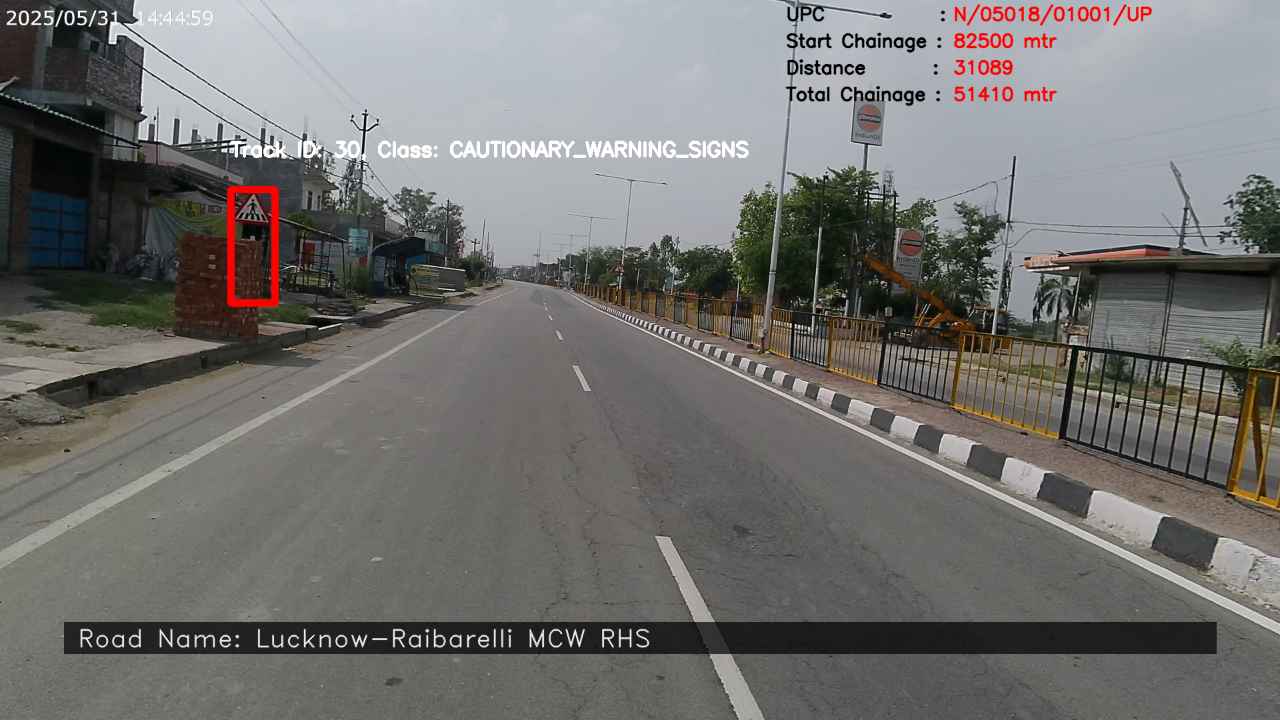 2025/05/31 14:44:59
UPC : N/05018/01001/UP
Start Chainage : 82500 mtr
Distance : 31089
Total Chainage : 51410 mtr
Track ID: 30, Class: CAUTIONARY_WARNING_SIGNS
Road Name: Lucknow-Raibarelli MCW RHS